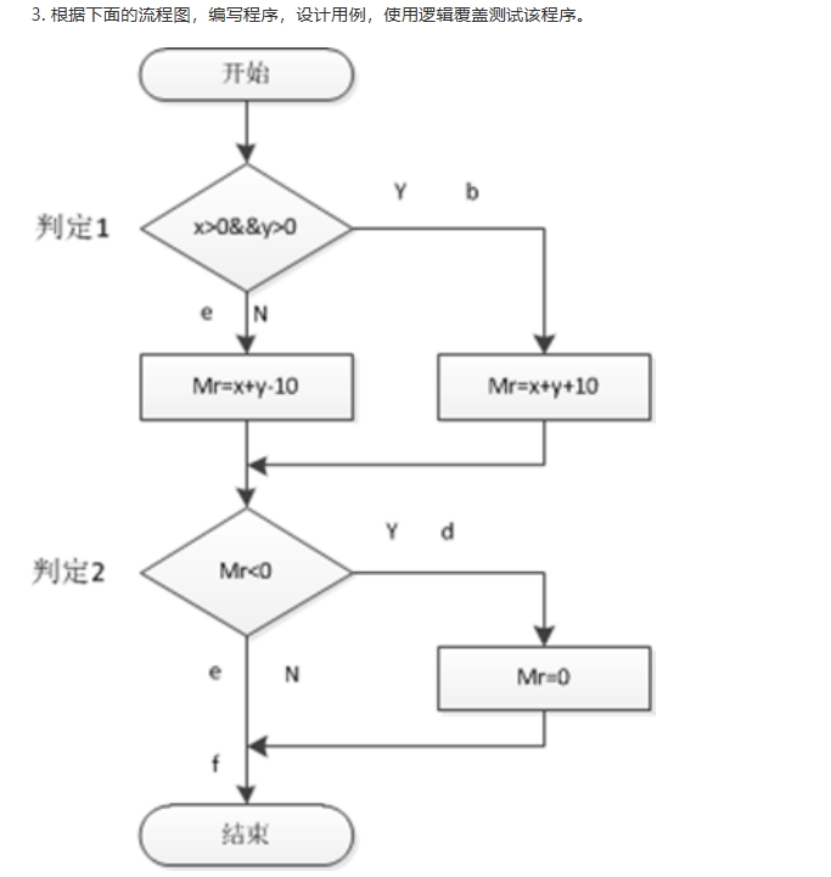 3. 根据下面的流程图，编写程序，设计用例，使用逻辑覆盖测试该程序。
开始
Y b
判定1
x>0&&y>0
e N
Mr=x+y-10
Mr=x+y+10
Y d
判定2
Mr<0
e N
Mr=0
f
结束